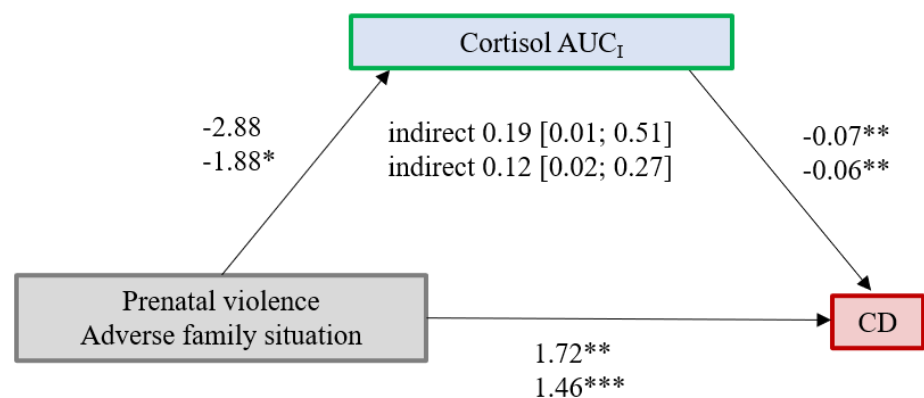 Cortisol AUCI
-2.88
-1.88*
indirect 0.19 [0.01; 0.51]
indirect 0.12 [0.02; 0.27]
-0.07**
-0.06**
Prenatal violence
Adverse family situation
CD
1.72**
1.46***